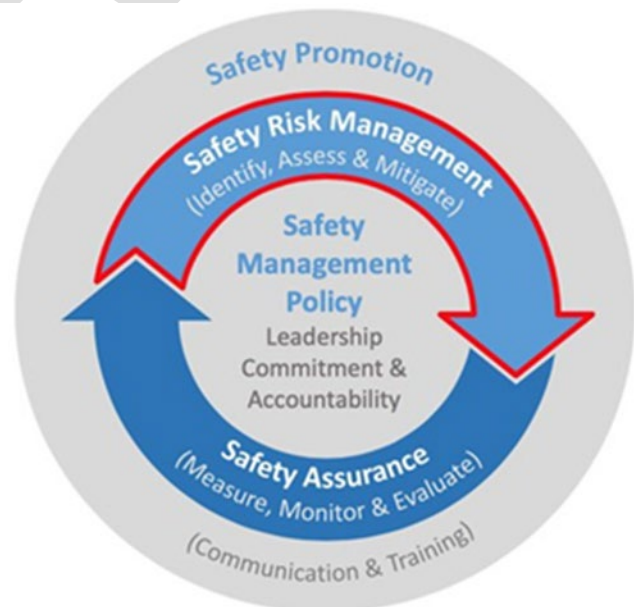 Safety Promotion
Safety Risk Management
(Identify, Assess & Mitigate)
Safety
Management
Policy
Leadership
Commitment &
Accountability
Safety Assurance
(Measure, Monitor & Evaluate)
(Communication & Training)